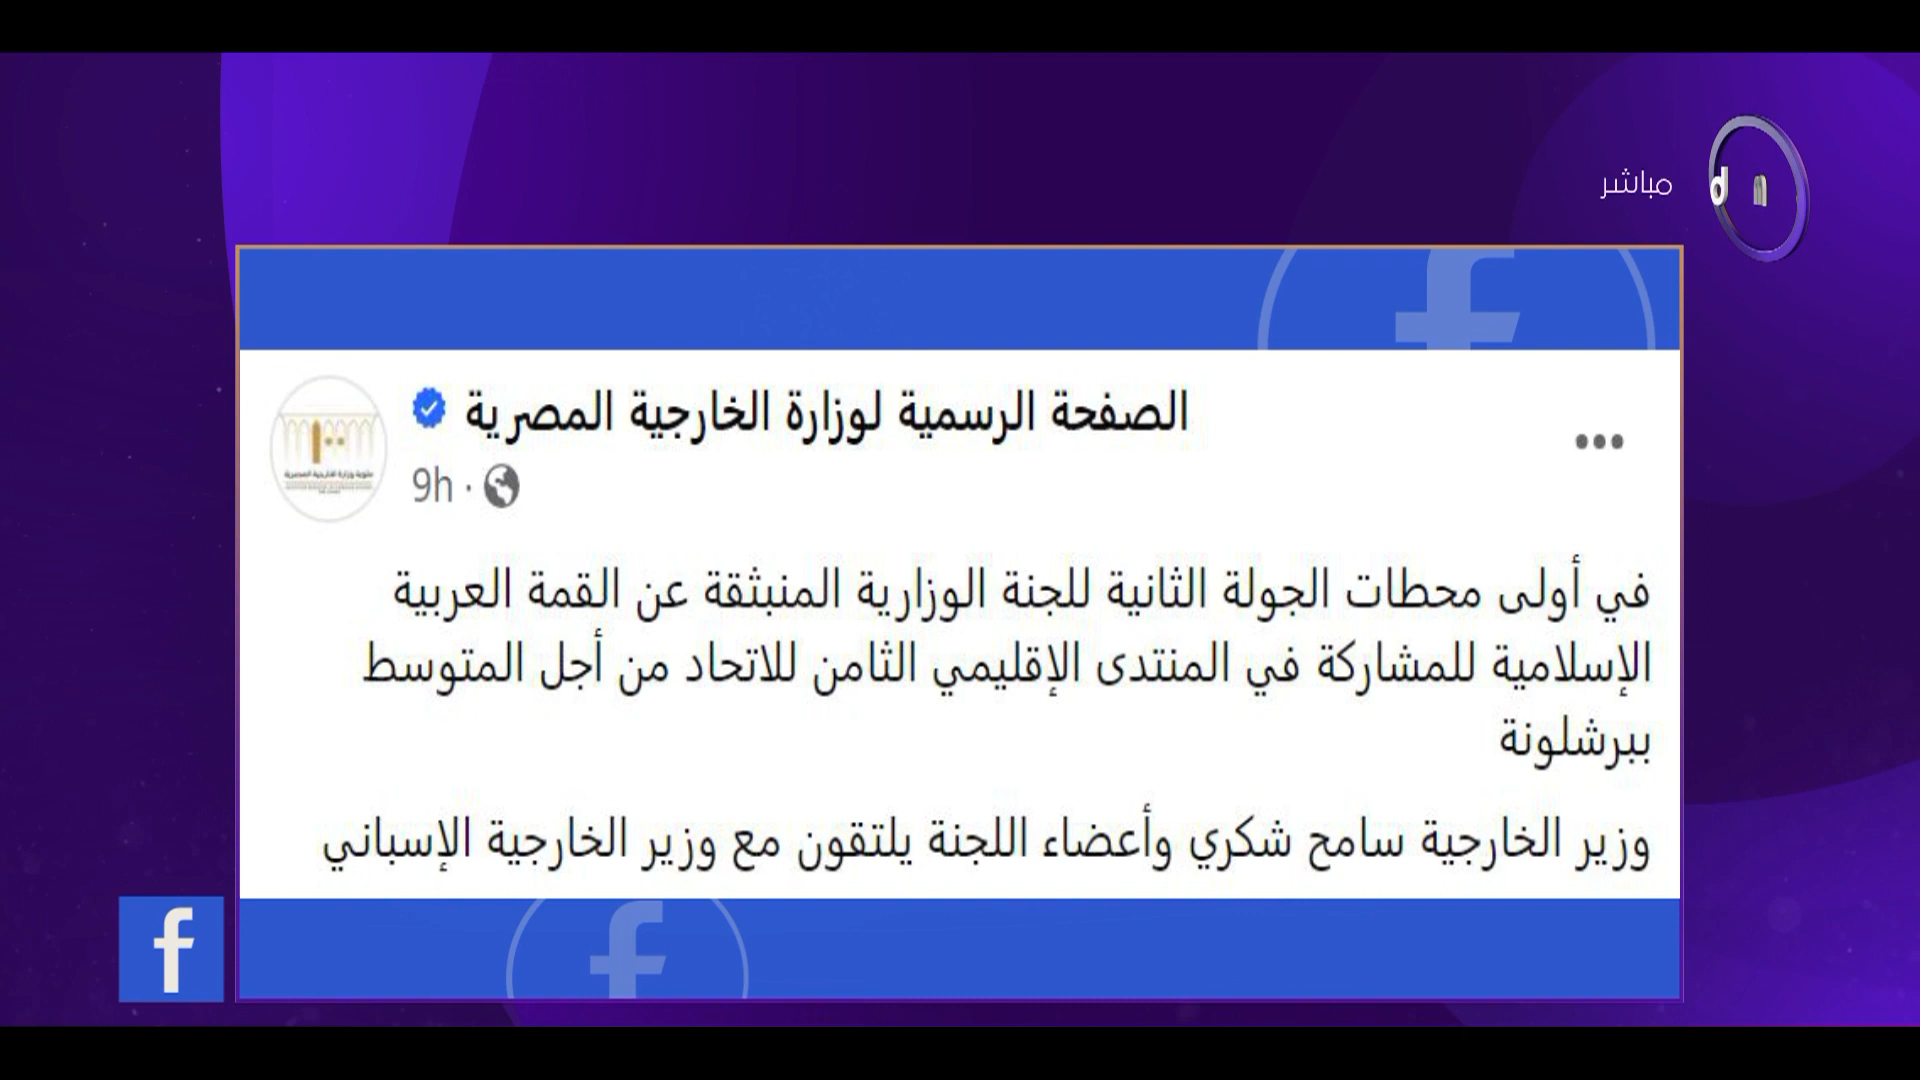 مباشر
d n
الصفحة الرسمية لوزارة الخارجية المصرية
9h ·
في أولى محطات الجولة الثانية للجنة الوزارية المنبثقة عن القمة العربية
الإسلامية للمشاركة في المنتدى الإقليمي الثامن للاتحاد من أجل المتوسط
ببرشلونة
وزير الخارجية سامح شكري وأعضاء اللجنة يلتقون مع وزير الخارجية الإسباني